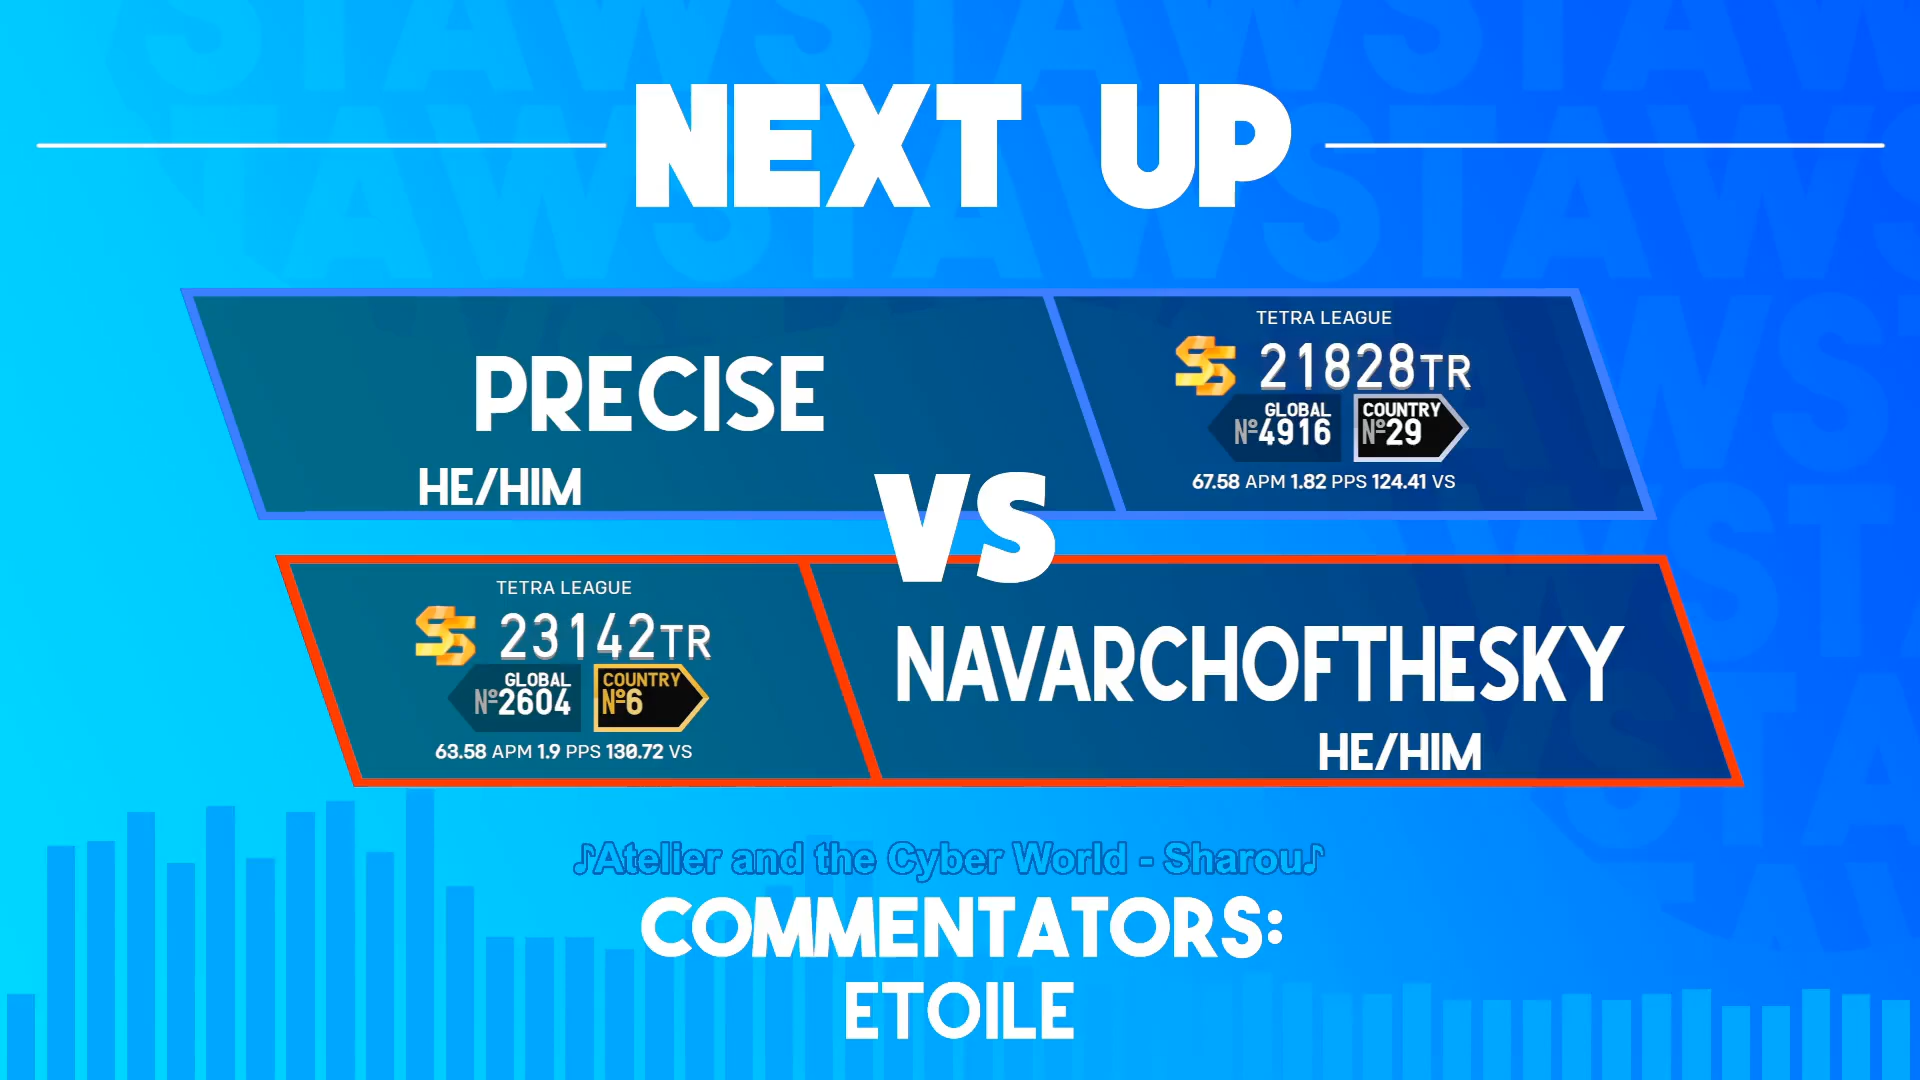 NEXT UP
PRECISE
HE/HIM
TETRA LEAGUE
SS 21828TR
GLOBAL
Nº4916
COUNTRY
Nº29
67.58 APM 1.82 PPS 124.41 VS
VS
TETRA LEAGUE
SS 23142TR
GLOBAL
Nº2604
COUNTRY
Nº6
63.58 APM 1.9 PPS 130.72 VS
NAVARCHOFTHESKY
HE/HIM
♪Atelier and the Cyber World - Sharou♪
COMMENTATORS:
ETOILE